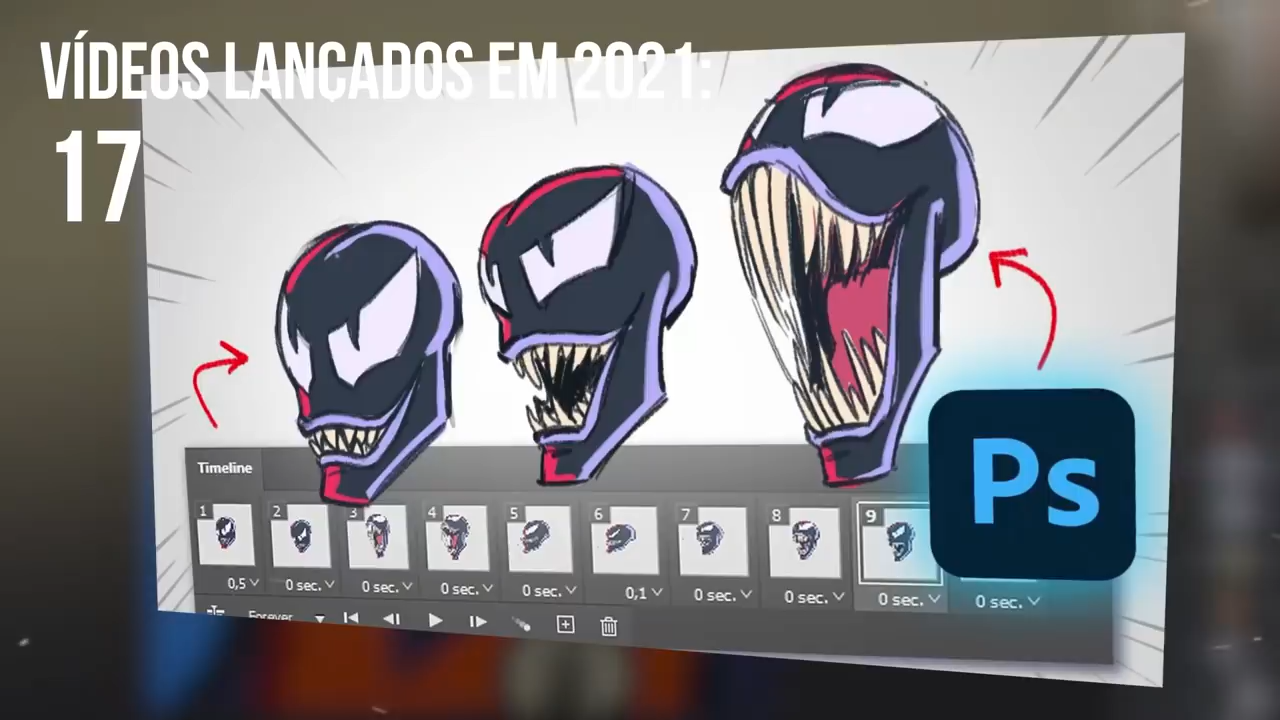 VÍDEOS LANÇADOS EM 2021:
17
Timeline
1 2 3 4 5 6 7 8 9
0,5 0 sec. 0 sec. 0 sec. 0 sec. 0,1 0 sec. 0 sec. 0 sec. 0 sec.
Forever
Ps